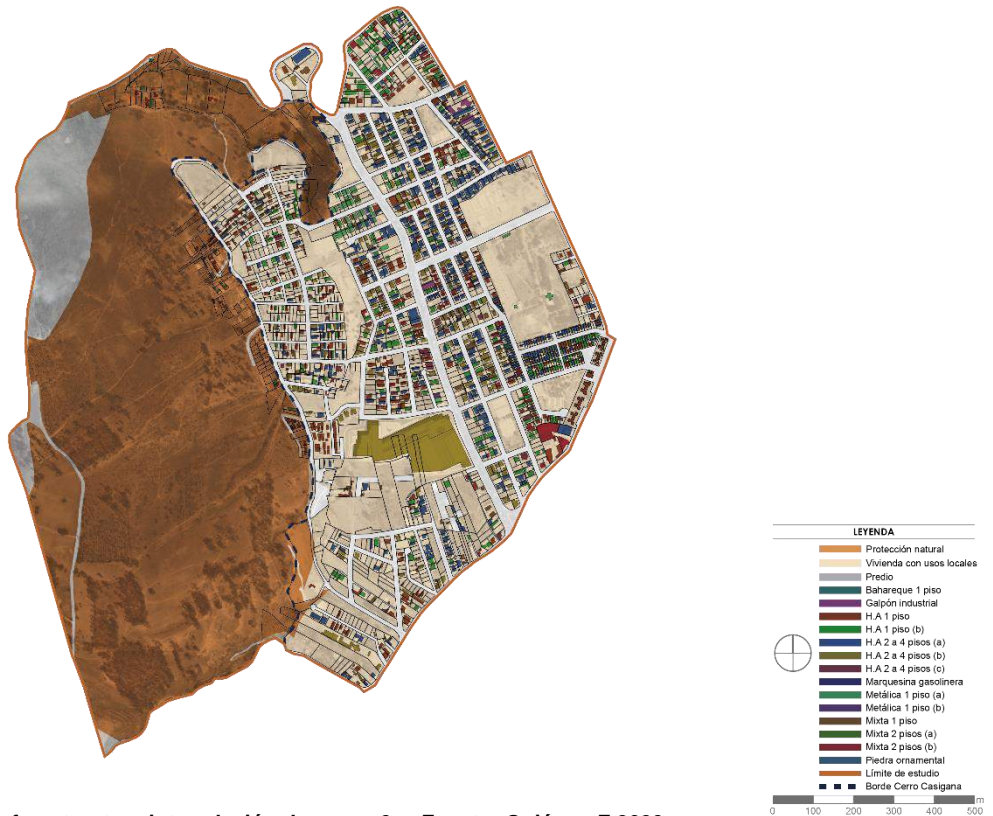 LEYENDA
Protección natural
Vivienda con usos locales
Predio
Bahareque 1 piso
Galpón industrial
H.A 1 piso
H.A 1 piso (b)
H.A 2 a 4 pisos (a)
H.A 2 a 4 pisos (b)
H.A 2 a 4 pisos (c)
Marquesina gasolinera
Metálica 1 piso (a)
Metálica 1 piso (b)
Mixta 1 piso
Mixta 2 pisos (a)
Mixta 2 pisos (b)
Piedra ornamental
Límite de estudio
Borde Cerro Casigana
m
0 100 200 300 400 500